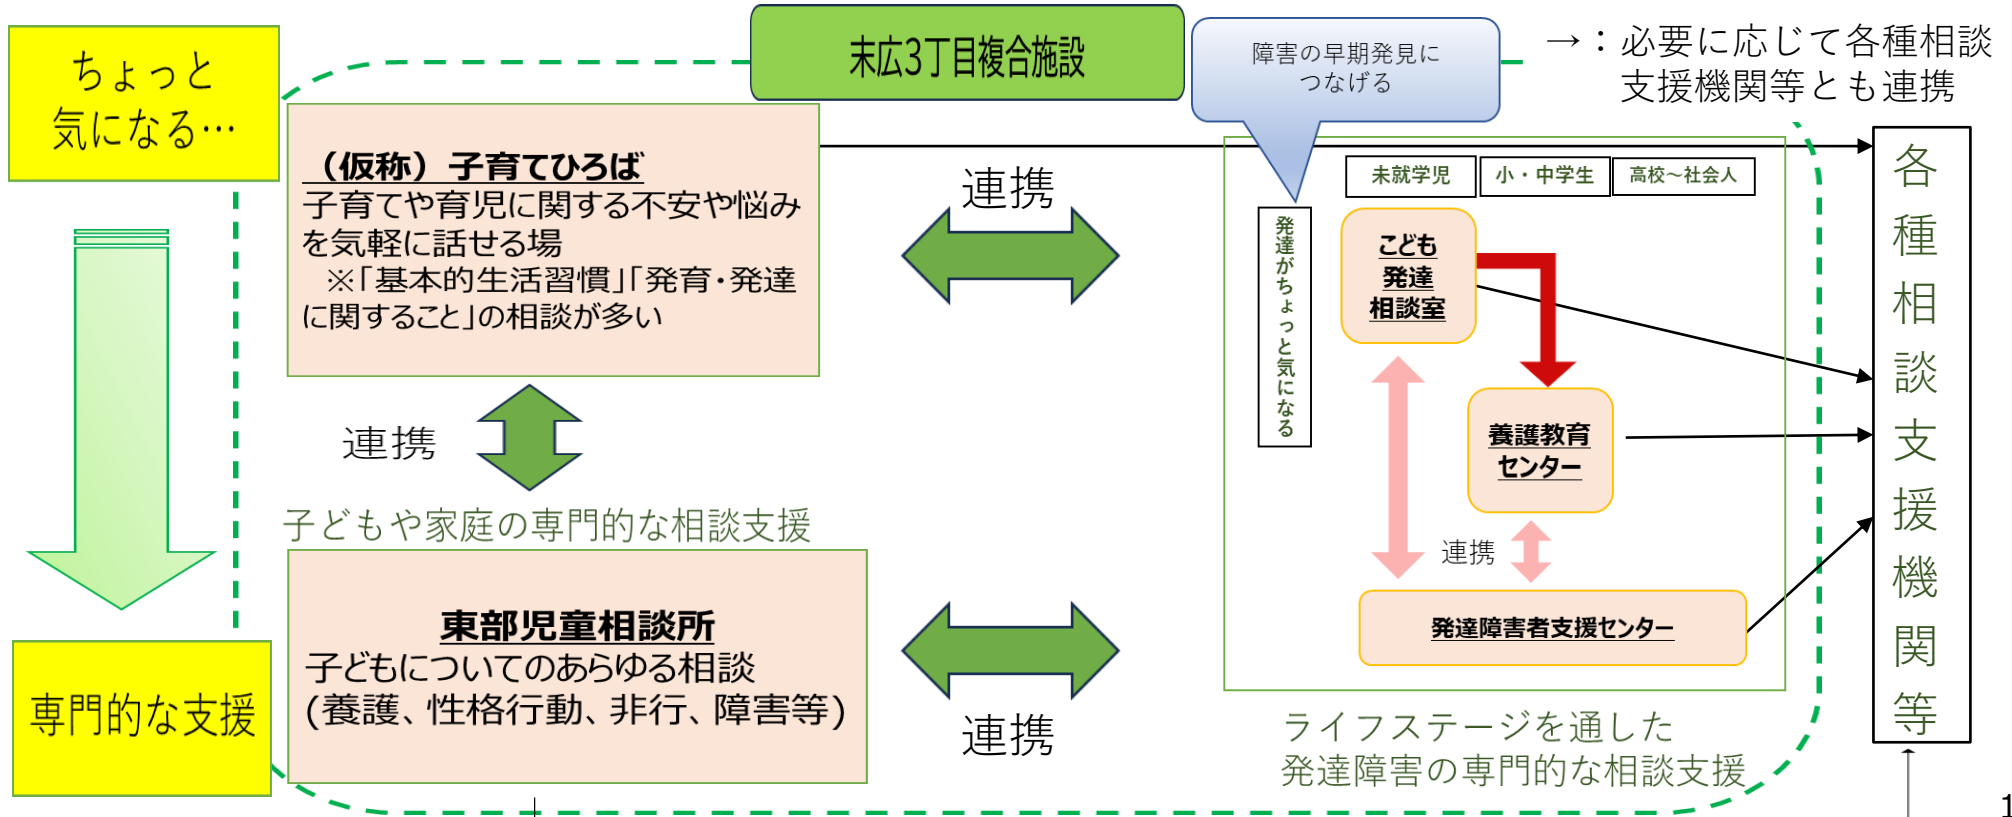 ちょっと
気になる…
専門的な支援
末広3丁目複合施設
（仮称）子育てひろば
子育てや育児に関する不安や悩み
を気軽に話せる場
※｢基本的生活習慣｣｢発育･発達
に関すること｣の相談が多い
連携
子どもや家庭の専門的な相談支援
東部児童相談所
子どもについてのあらゆる相談
(養護、性格行動、非行、障害等)
連携
連携
障害の早期発見に
つなげる
未就学児
小・中学生
高校～社会人
発達がちょっと気になる
こども
発達
相談室
養護教育
センター
連携
発達障害者支援センター
ライフステージを通した
発達障害の専門的な相談支援
→：必要に応じて各種相談
支援機関等とも連携
各種相談支援機関等
1